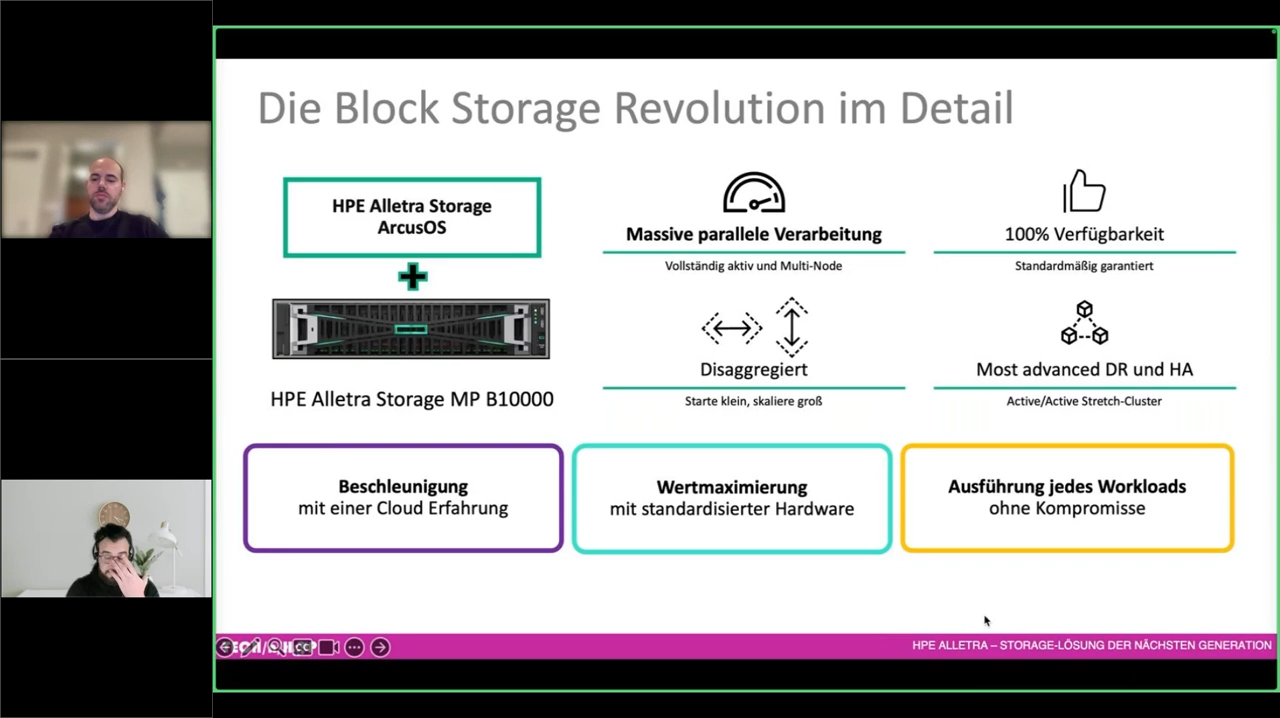 Die Block Storage Revolution im Detail
HPE Alletra Storage
ArcusOS
HPE Alletra Storage MP B10000
Massive parallele Verarbeitung
Vollständig aktiv und Multi-Node
100% Verfügbarkeit
Standardmäßig garantiert
Disaggregiert
Starte klein, skaliere groß
Most advanced DR und HA
Active/Active Stretch-Cluster
Beschleunigung
mit einer Cloud Erfahrung
Wertmaximierung
mit standardisierter Hardware
Ausführung jedes Workloads
ohne Kompromisse
HPE ALLETRA – STORAGE-LÖSUNG DER NÄCHSTEN GENERATION